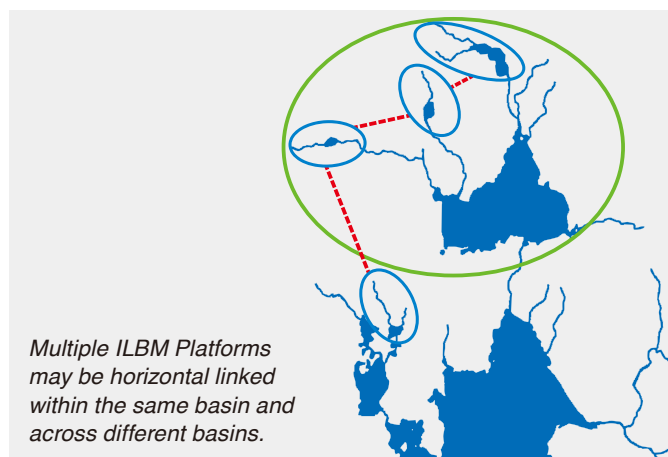 Multiple ILBM Platforms
may be horizontal linked
within the same basin and
across different basins.